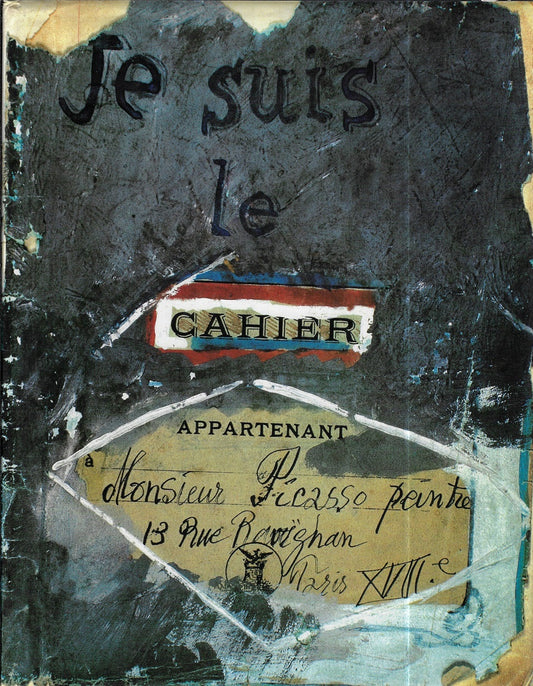 Je suis
le
CAHIER
APPARTENANT
à
Monsieur Picasso peintre
13 Rue Ravignan
Paris XVIII.e